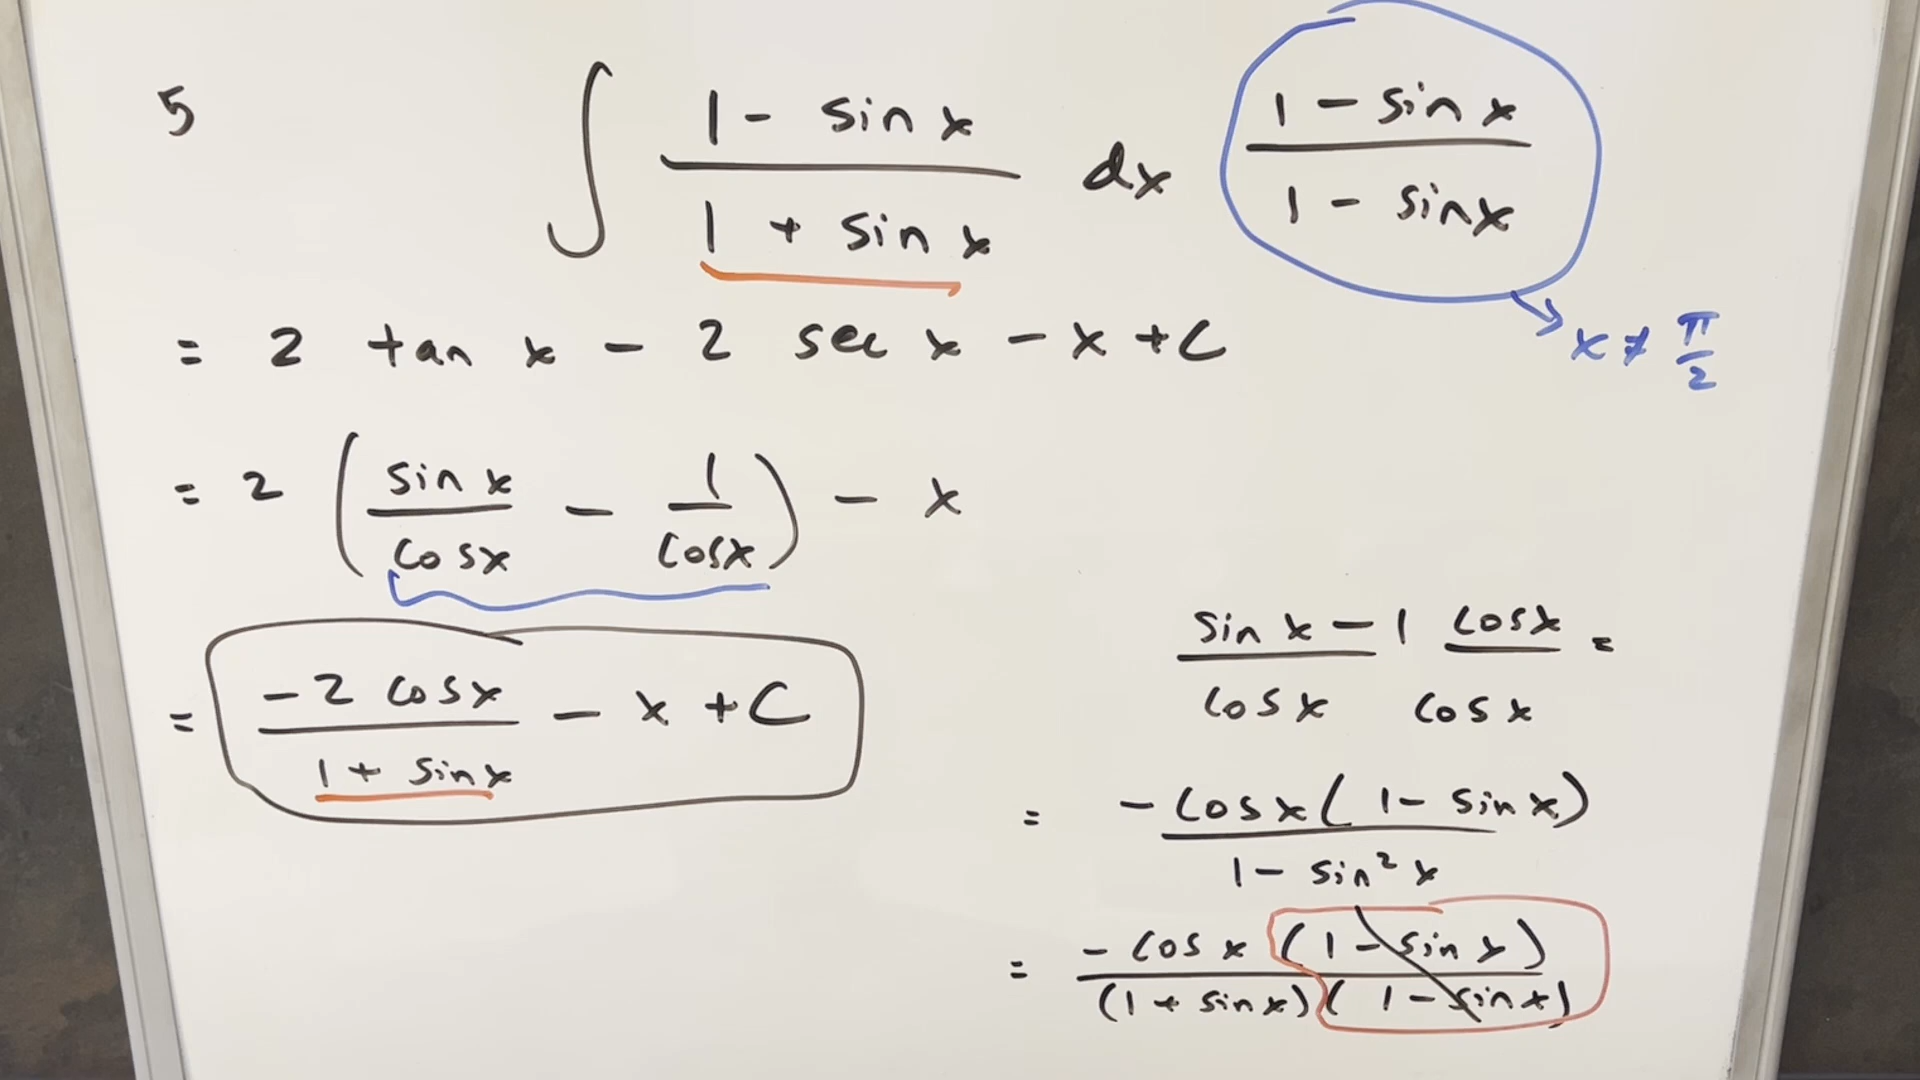 5
∫ (1 - sin x)/(1 + sin x) dx (1 - sin x)/(1 - sin x)
→ x ≠ π/2
= 2 tan x - 2 sec x - x + C
= 2 (sin x/cos x - 1/cos x) - x
= (-2 cos x)/(1 + sin x) - x + C
(sin x - 1)/cos x cos x/cos x =
= (-cos x (1 - sin x))/(1 - sin² x)
= (-cos x (1 - sin x))/((1 + sin x)(1 - sin x))